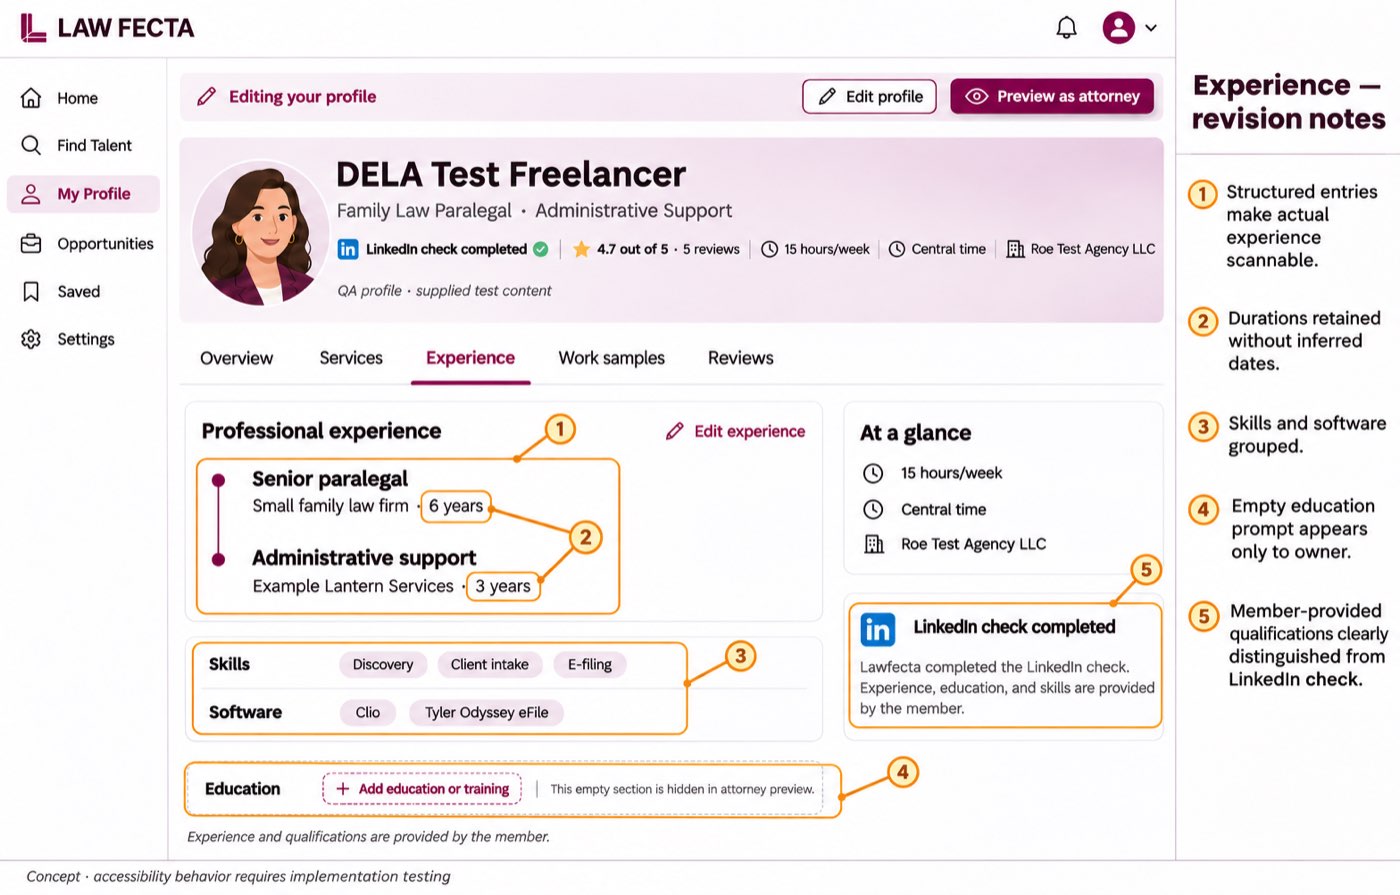 LAW FECTA
Home
Find Talent
My Profile
Opportunities
Saved
Settings
Editing your profile
Edit profile
Preview as attorney
DELA Test Freelancer
Family Law Paralegal · Administrative Support
in LinkedIn check completed
4.7 out of 5 · 5 reviews
15 hours/week
Central time
Roe Test Agency LLC
QA profile · supplied test content
Overview
Services
Experience
Work samples
Reviews
Professional experience
1
Edit experience
Senior paralegal
Small family law firm · 6 years
2
Administrative support
Example Lantern Services · 3 years
Skills
Discovery
Client intake
E-filing
3
Software
Clio
Tyler Odyssey eFile
Education
+ Add education or training
This empty section is hidden in attorney preview.
4
Experience and qualifications are provided by the member.
At a glance
15 hours/week
Central time
Roe Test Agency LLC
5
in LinkedIn check completed
Lawfecta completed the LinkedIn check.
Experience, education, and skills are provided
by the member.
Experience —
revision notes
1 Structured entries
make actual
experience
scannable.
2 Durations retained
without inferred
dates.
3 Skills and software
grouped.
4 Empty education
prompt appears
only to owner.
5 Member-provided
qualifications clearly
distinguished from
LinkedIn check.
Concept · accessibility behavior requires implementation testing